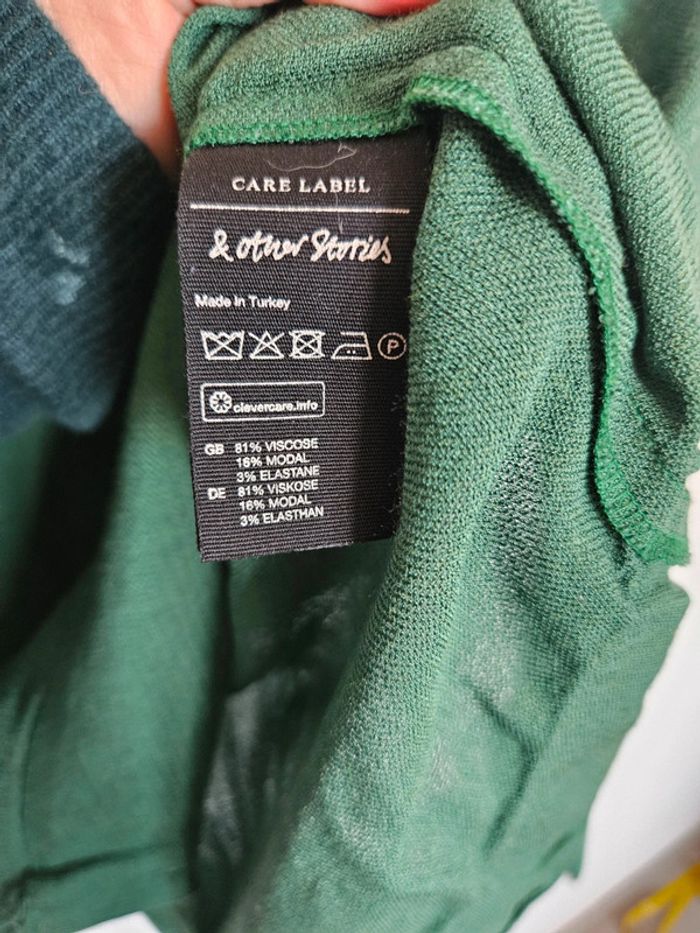 CARE LABEL
& other Stories
Made in Turkey
P
clevercare.info
GB 81% VISCOSE
16% MODAL
3% ELASTANE
DE 81% VISKOSE
16% MODAL
3% ELASTHAN